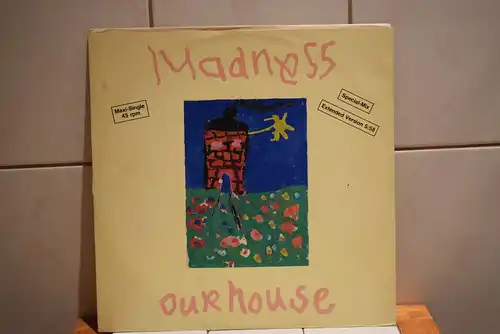 Madness
Maxi-Single
45 rpm
Special-Mix
Extended Version 5:58
our house